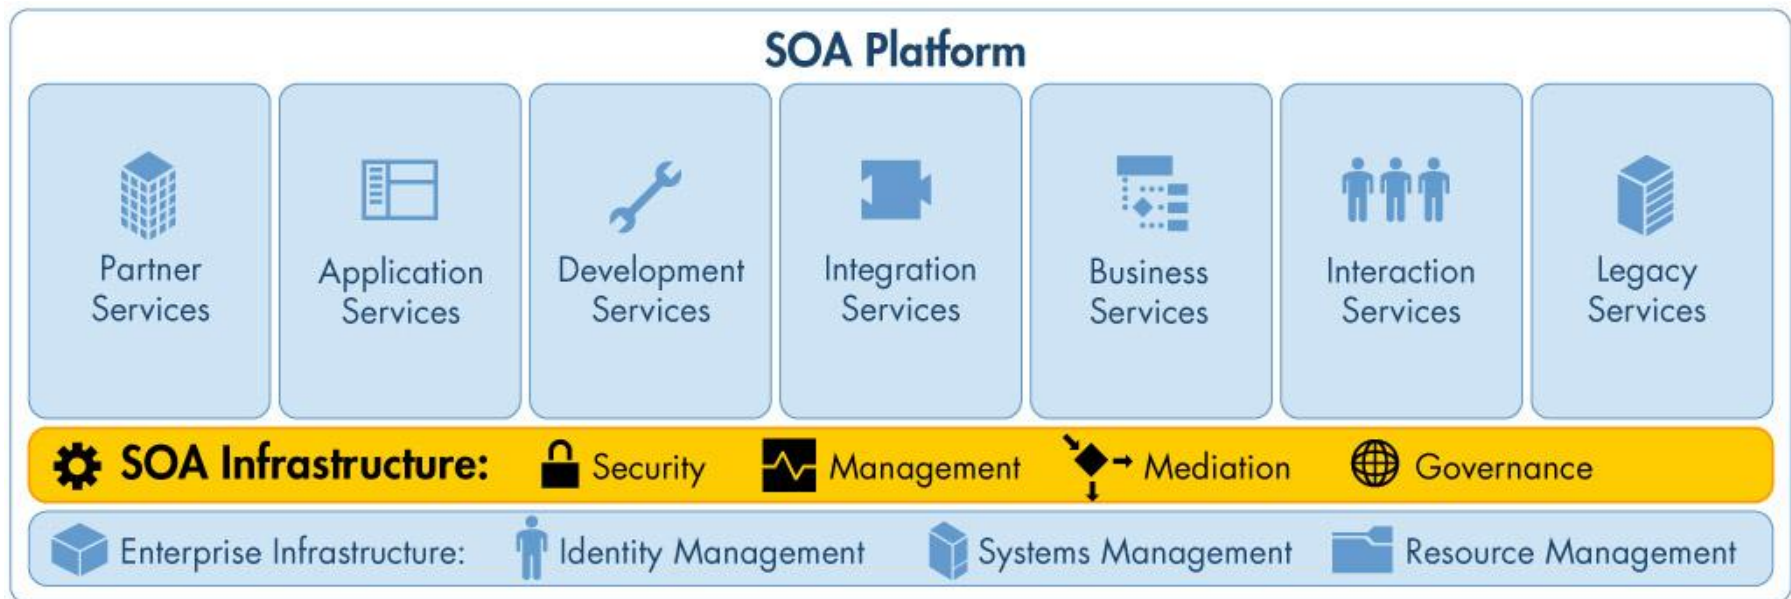 SOA Platform
Partner
Services
Application
Services
Development
Services
Integration
Services
Business
Services
Interaction
Services
Legacy
Services
SOA Infrastructure: Security Management Mediation Governance
Enterprise Infrastructure: Identity Management Systems Management Resource Management